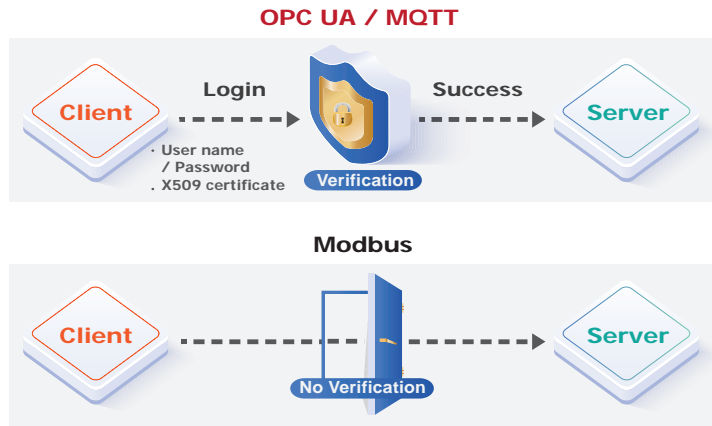 OPC UA / MQTT
Login
Success
Client
Server
· User name
/ Password
. X509 certificate
Verification
Modbus
Client
Server
No Verification